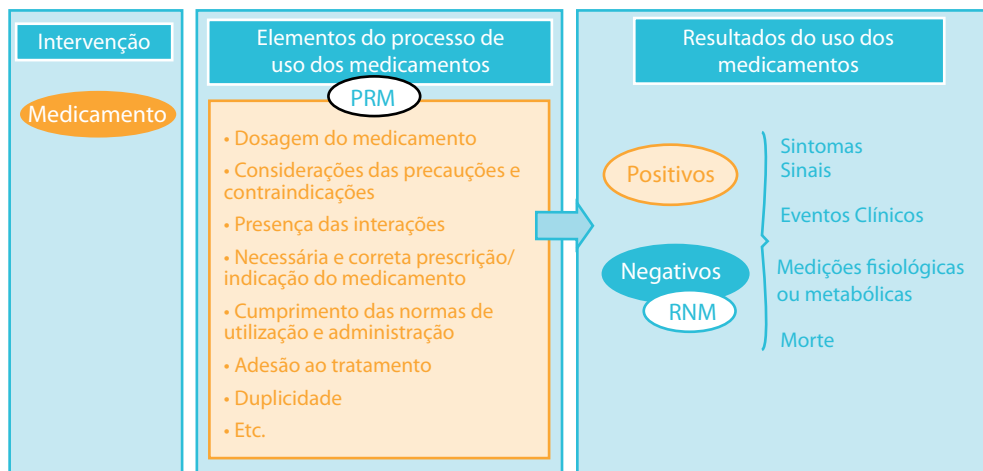 Intervenção
Medicamento
Elementos do processo de
uso dos medicamentos
PRM
• Dosagem do medicamento
• Considerações das precauções e
contraindicações
• Presença das interações
• Necessária e correta prescrição/
indicação do medicamento
• Cumprimento das normas de
utilização e administração
• Adesão ao tratamento
• Duplicidade
• Etc.
Resultados do uso dos
medicamentos
Positivos
Negativos
RNM
Sintomas
Sinais
Eventos Clínicos
Medições fisiológicas
ou metabólicas
Morte